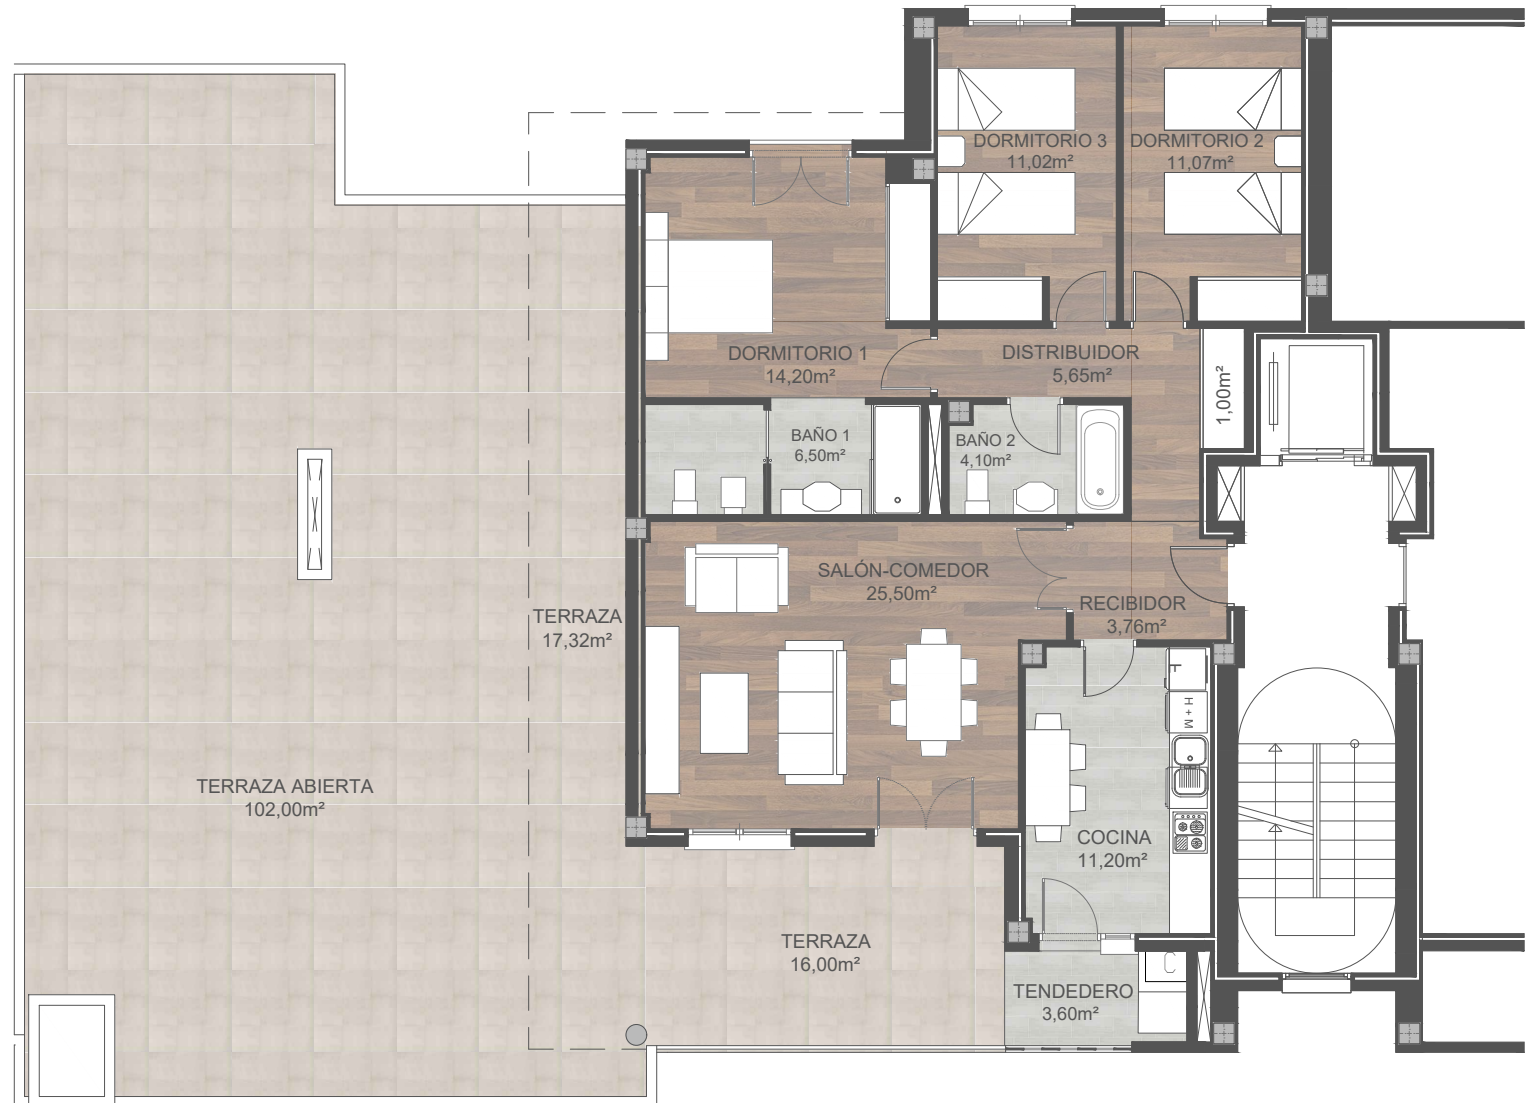 DORMITORIO 3
11,02m²
DORMITORIO 2
11,07m²
DORMITORIO 1
14,20m²
DISTRIBUIDOR
5,65m²
1,00m²
BAÑO 1
6,50m²
BAÑO 2
4,10m²
SALÓN-COMEDOR
25,50m²
RECIBIDOR
3,76m²
TERRAZA
17,32m²
F
H + M
TERRAZA ABIERTA
102,00m²
COCINA
11,20m²
TERRAZA
16,00m²
TENDEDERO
3,60m²